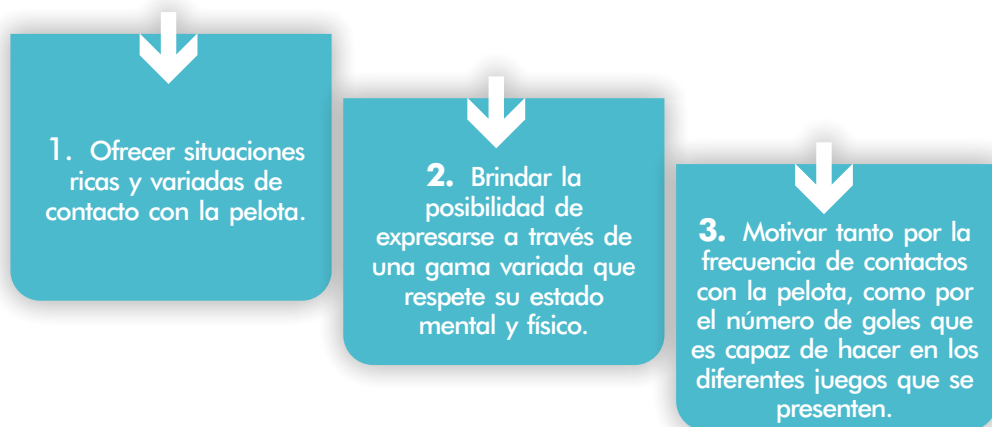 1. Ofrecer situaciones
ricas y variadas de
contacto con la pelota.
2. Brindar la
posibilidad de
expresarse a través de
una gama variada que
respete su estado
mental y físico.
3. Motivar tanto por la
frecuencia de contactos
con la pelota, como por
el número de goles que
es capaz de hacer en los
diferentes juegos que se
presenten.